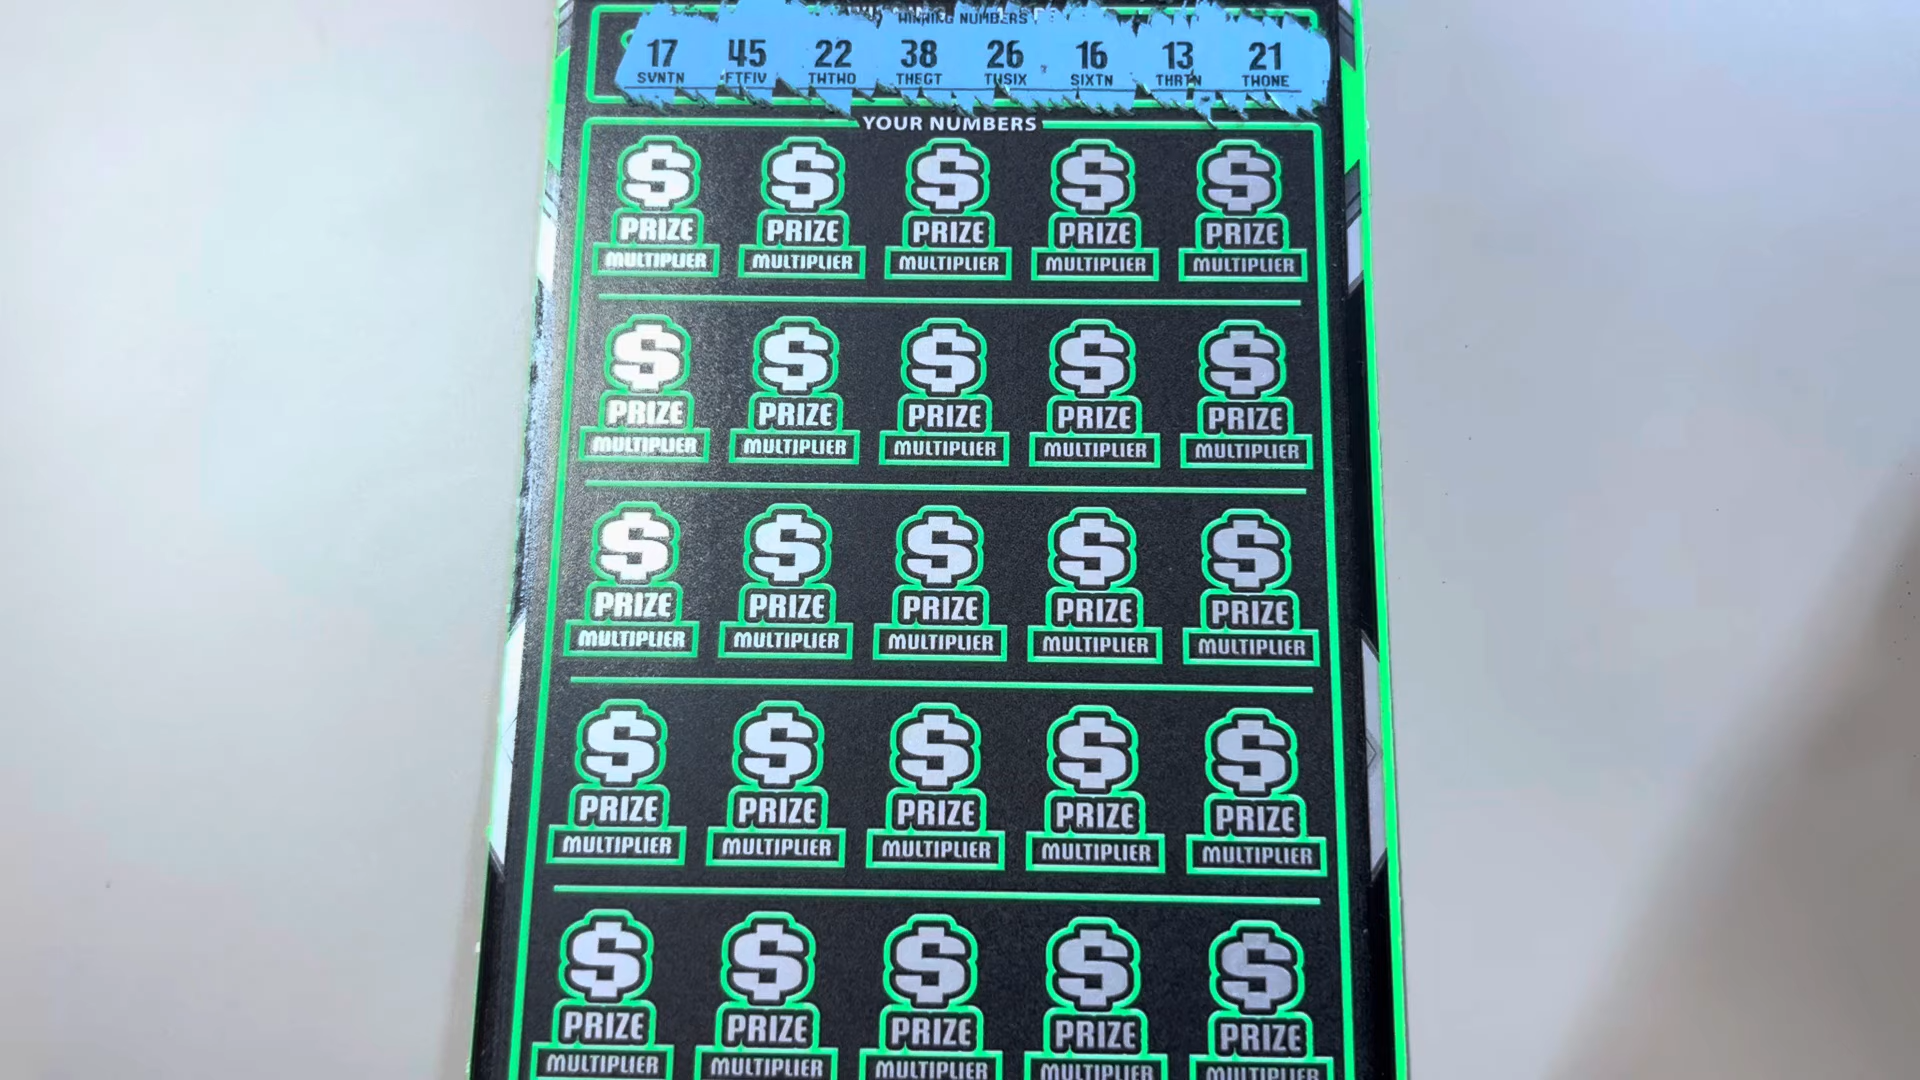 WINNING NUMBERS
17 45 22 38 26 16 13 21
SVNTN FTFIV TWTWO THEGT TWSIX SIXTN THRTN TWONE
YOUR NUMBERS
$ $ $ $ $
PRIZE PRIZE PRIZE PRIZE PRIZE
MULTIPLIER MULTIPLIER MULTIPLIER MULTIPLIER MULTIPLIER
$ $ $ $ $
PRIZE PRIZE PRIZE PRIZE PRIZE
MULTIPLIER MULTIPLIER MULTIPLIER MULTIPLIER MULTIPLIER
$ $ $ $ $
PRIZE PRIZE PRIZE PRIZE PRIZE
MULTIPLIER MULTIPLIER MULTIPLIER MULTIPLIER MULTIPLIER
$ $ $ $ $
PRIZE PRIZE PRIZE PRIZE PRIZE
MULTIPLIER MULTIPLIER MULTIPLIER MULTIPLIER MULTIPLIER
$ $ $ $ $
PRIZE PRIZE PRIZE PRIZE PRIZE
MULTIPLIER MULTIPLIER MULTIPLIER MULTIPLIER MULTIPLIER